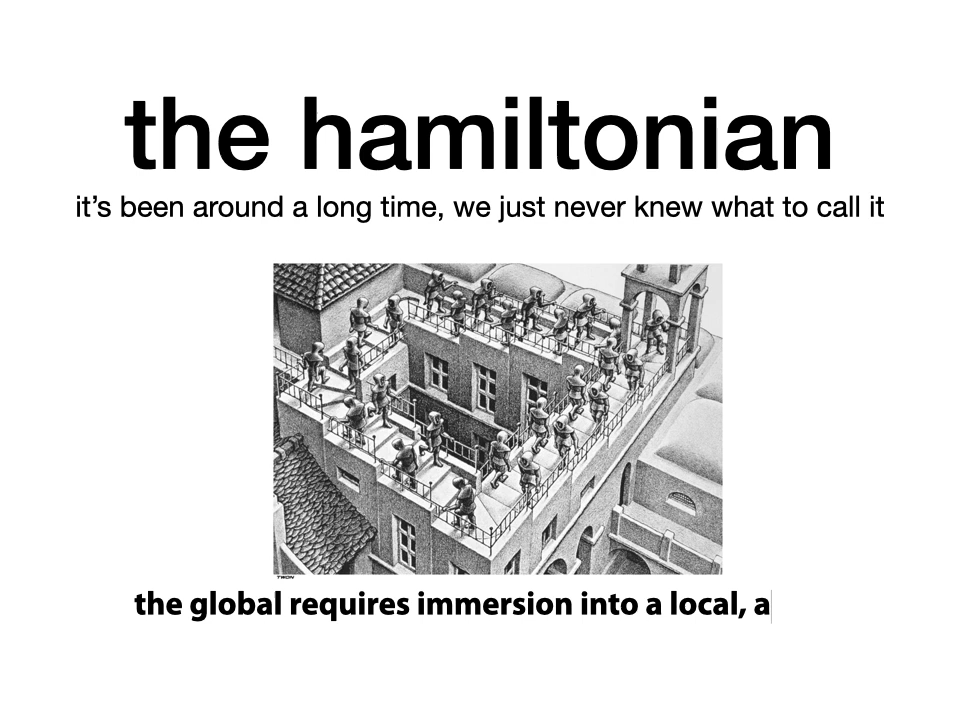 the hamiltonian
it’s been around a long time, we just never knew what to call it
TWON
the global requires immersion into a local, a